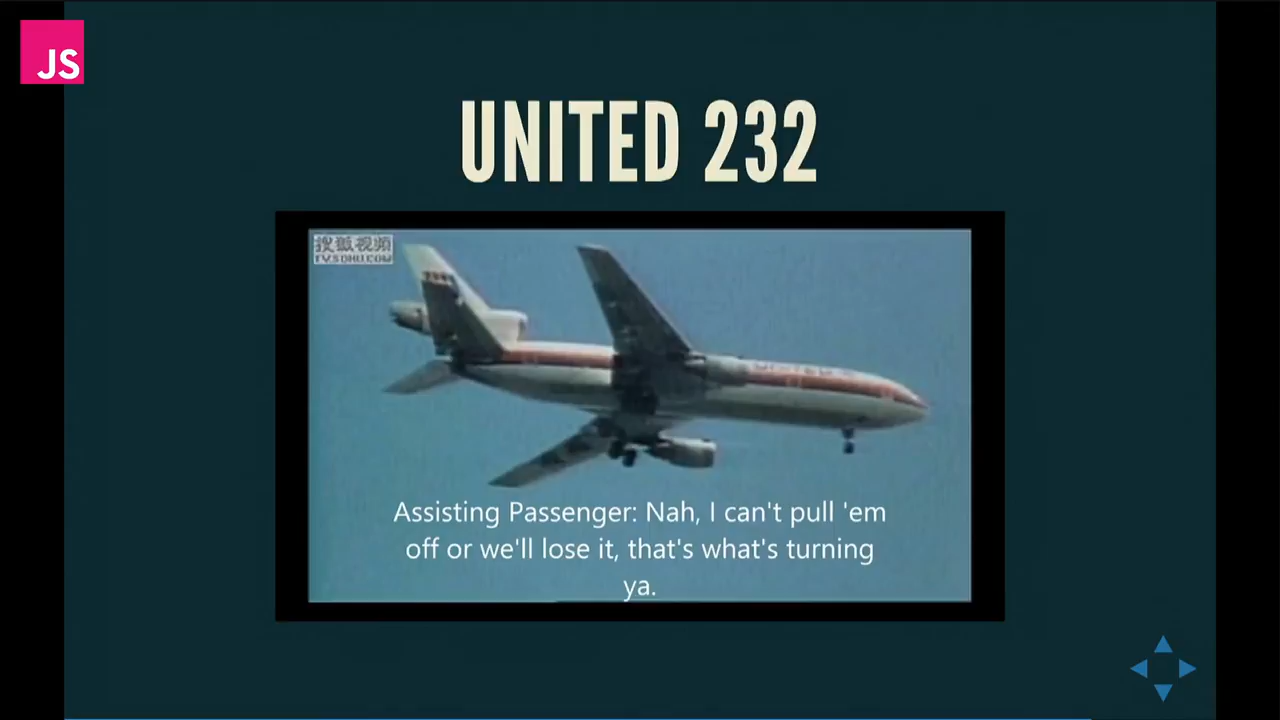 JS
UNITED 232
搜狐视频
TV.SOHU.COM
UNITED
Assisting Passenger: Nah, I can't pull 'em
off or we'll lose it, that's what's turning
ya.